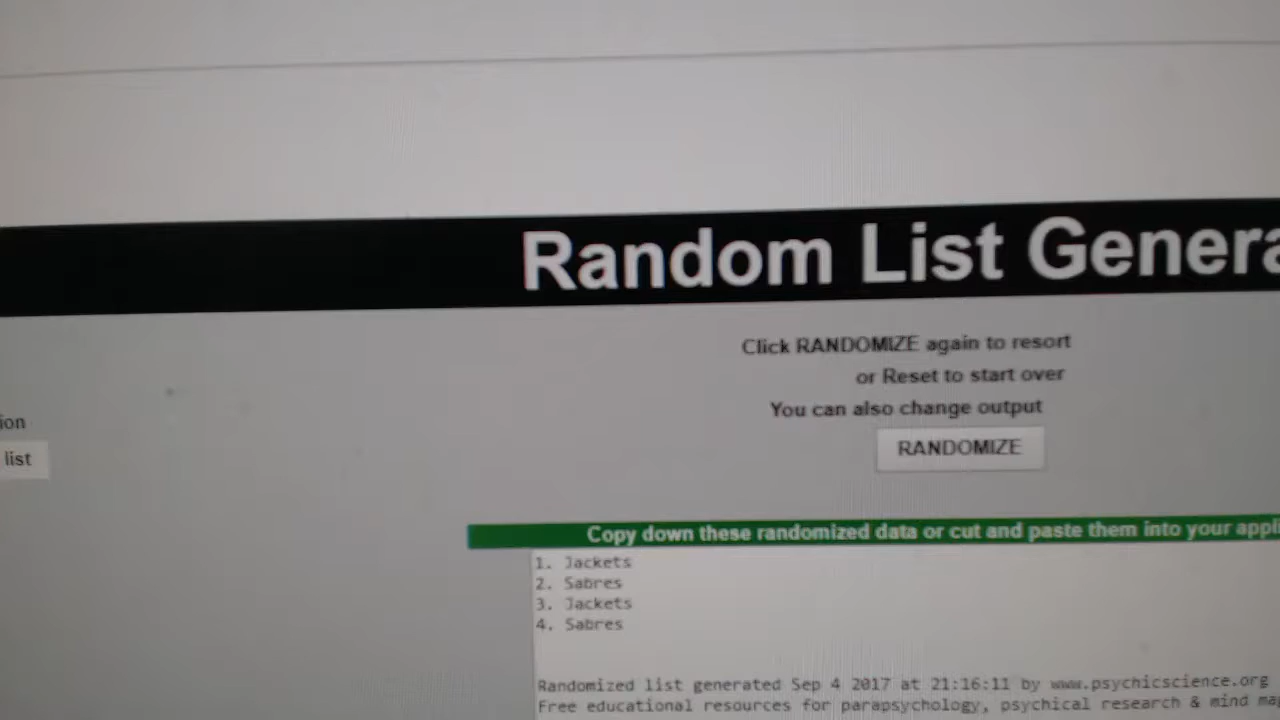 Random List Genera
Click RANDOMIZE again to resort
or Reset to start over
You can also change output
ion
list
RANDOMIZE
Copy down these randomized data or cut and paste them into your appli
1. Jackets
2. Sabres
3. Jackets
4. Sabres
Randomized list generated Sep 4 2017 at 21:16:11 by www.psychicscience.org
Free educational resources for parapsychology, psychical research & mind ma